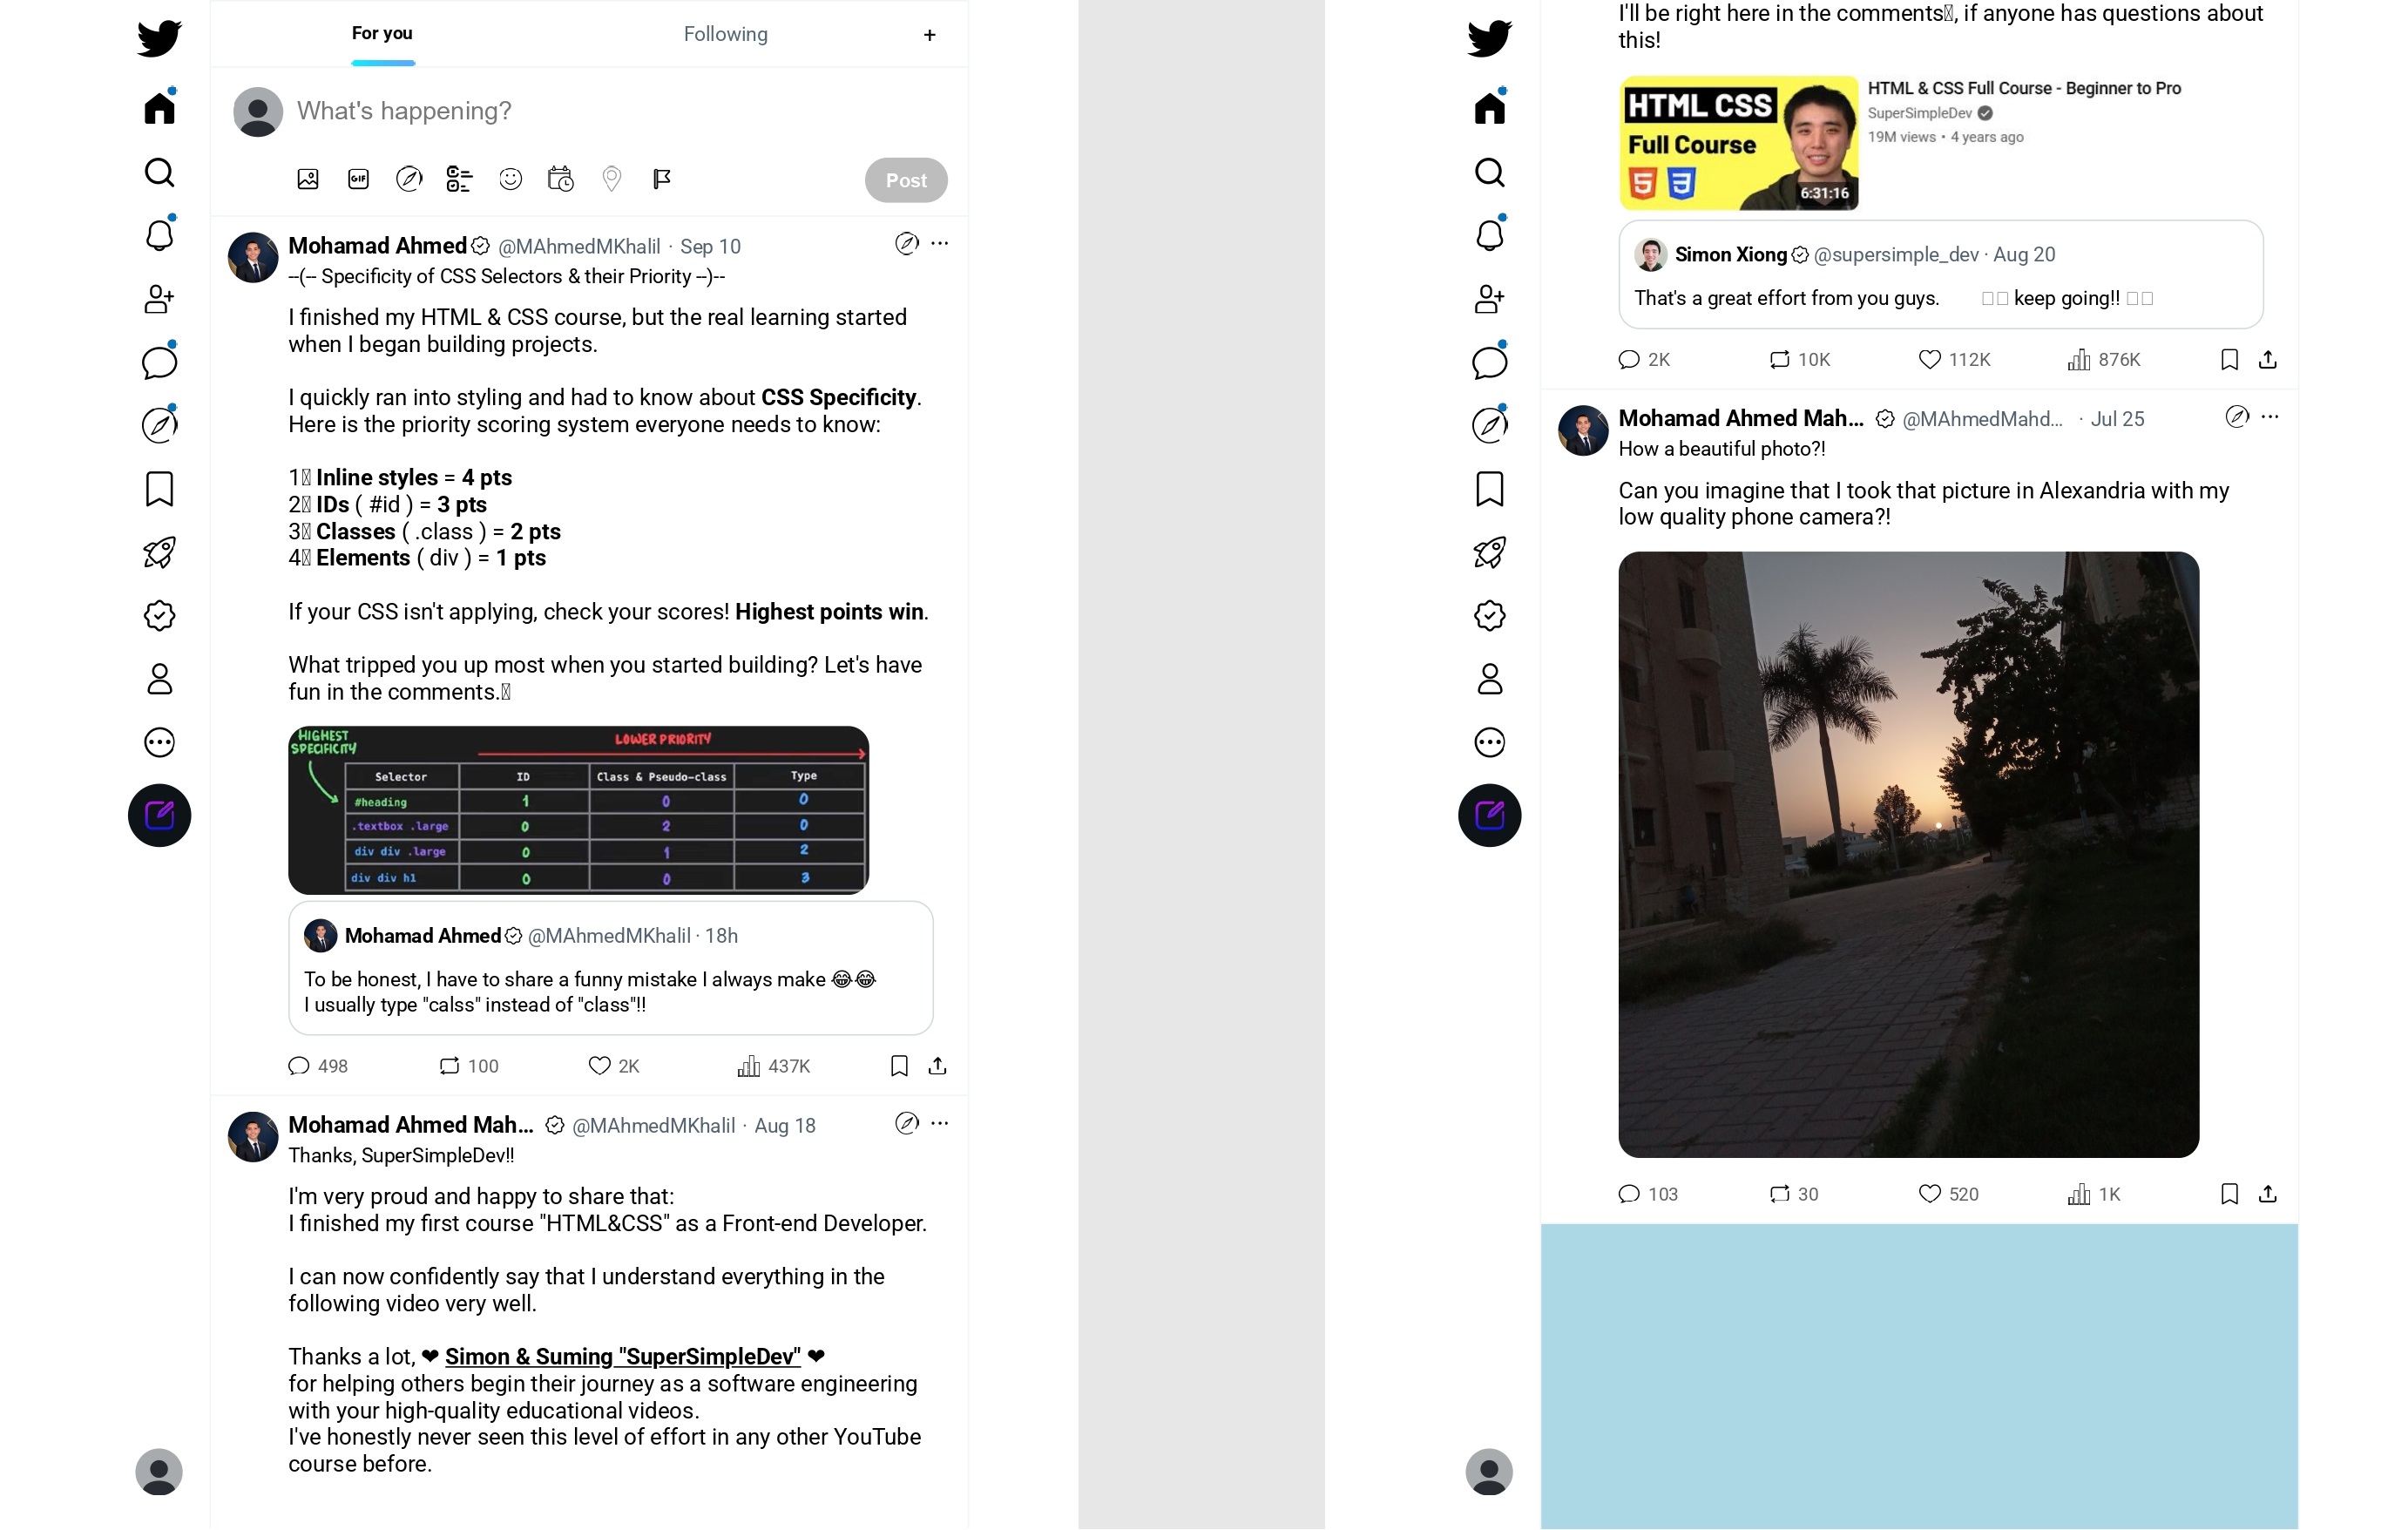 For you
Following
+
What's happening?
GIF
Post
Mohamad Ahmed @MAhmedMKhalil · Sep 10
--(-- Specificity of CSS Selectors & their Priority --)--
I finished my HTML & CSS course, but the real learning started
when I began building projects.
I quickly ran into styling and had to know about CSS Specificity.
Here is the priority scoring system everyone needs to know:
1 Inline styles = 4 pts
2 IDs ( #id ) = 3 pts
3 Classes ( .class ) = 2 pts
4 Elements ( div ) = 1 pts
If your CSS isn't applying, check your scores! Highest points win.
What tripped you up most when you started building? Let's have
fun in the comments.
HIGHEST
SPECIFICITY
LOWER PRIORITY
Selector ID Class & Pseudo-class Type
#heading 1 0 0
.textbox .large 0 2 0
div div .large 0 1 2
div div h1 0 0 3
Mohamad Ahmed @MAhmedMKhalil · 18h
To be honest, I have to share a funny mistake I always make 😂😂
I usually type "calss" instead of "class"!!
498 100 2K 437K
Mohamad Ahmed Mah... @MAhmedMKhalil · Aug 18
Thanks, SuperSimpleDev!!
I'm very proud and happy to share that:
I finished my first course "HTML&CSS" as a Front-end Developer.
I can now confidently say that I understand everything in the
following video very well.
Thanks a lot, ❤ Simon & Suming "SuperSimpleDev" ❤
for helping others begin their journey as a software engineering
with your high-quality educational videos.
I've honestly never seen this level of effort in any other YouTube
course before.
I'll be right here in the comments, if anyone has questions about
this!
HTML CSS
Full Course
5 3
6:31:16
HTML & CSS Full Course - Beginner to Pro
SuperSimpleDev
19M views • 4 years ago
Simon Xiong @supersimple_dev · Aug 20
That's a great effort from you guys. keep going!!
2K 10K 112K 876K
Mohamad Ahmed Mah... @MAhmedMahd... · Jul 25
How a beautiful photo?!
Can you imagine that I took that picture in Alexandria with my
low quality phone camera?!
103 30 520 1K